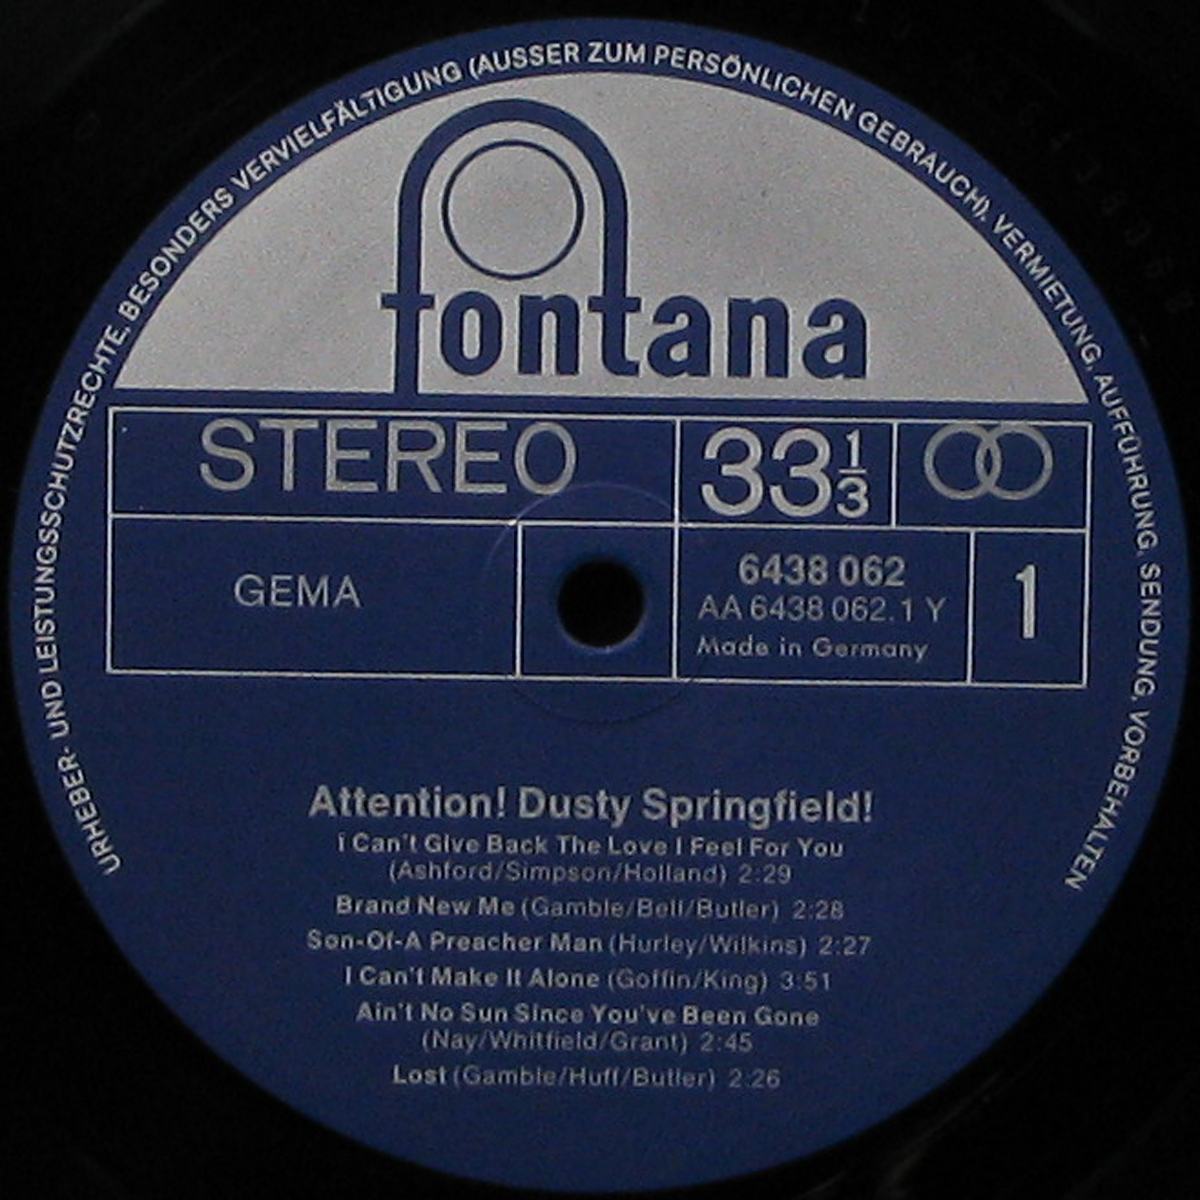 URHEBER- UND LEISTUNGSSCHUTZRECHTE, BESONDERS VERVIELFÄLTIGUNG (AUSSER ZUM PERSÖNLICHEN GEBRAUCH), VERMIETUNG, AUFFÜHRUNG, SENDUNG, VORBEHALTEN
fontana
STEREO 33 1/3
GEMA
6438 062
AA 6438 062.1 Y
Made in Germany
1
Attention! Dusty Springfield!
I Can't Give Back The Love I Feel For You
(Ashford/Simpson/Holland) 2:29
Brand New Me (Gamble/Bell/Butler) 2:28
Son-Of-A Preacher Man (Hurley/Wilkins) 2:27
I Can't Make It Alone (Goffin/King) 3:51
Ain't No Sun Since You've Been Gone
(Nay/Whitfield/Grant) 2:45
Lost (Gamble/Huff/Butler) 2:26